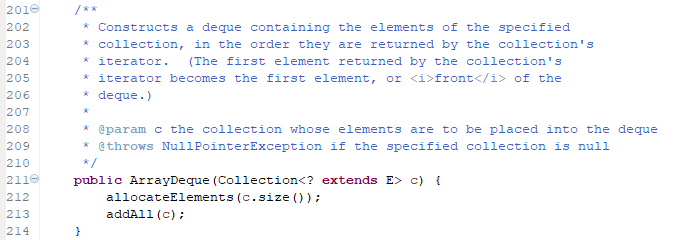 201 /**
202 * Constructs a deque containing the elements of the specified
203 * collection, in the order they are returned by the collection's
204 * iterator.  (The first element returned by the collection's
205 * iterator becomes the first element, or <i>front</i> of the
206 * deque.)
207 *
208 * @param c the collection whose elements are to be placed into the deque
209 * @throws NullPointerException if the specified collection is null
210 */
211 public ArrayDeque(Collection<? extends E> c) {
212 allocateElements(c.size());
213 addAll(c);
214 }